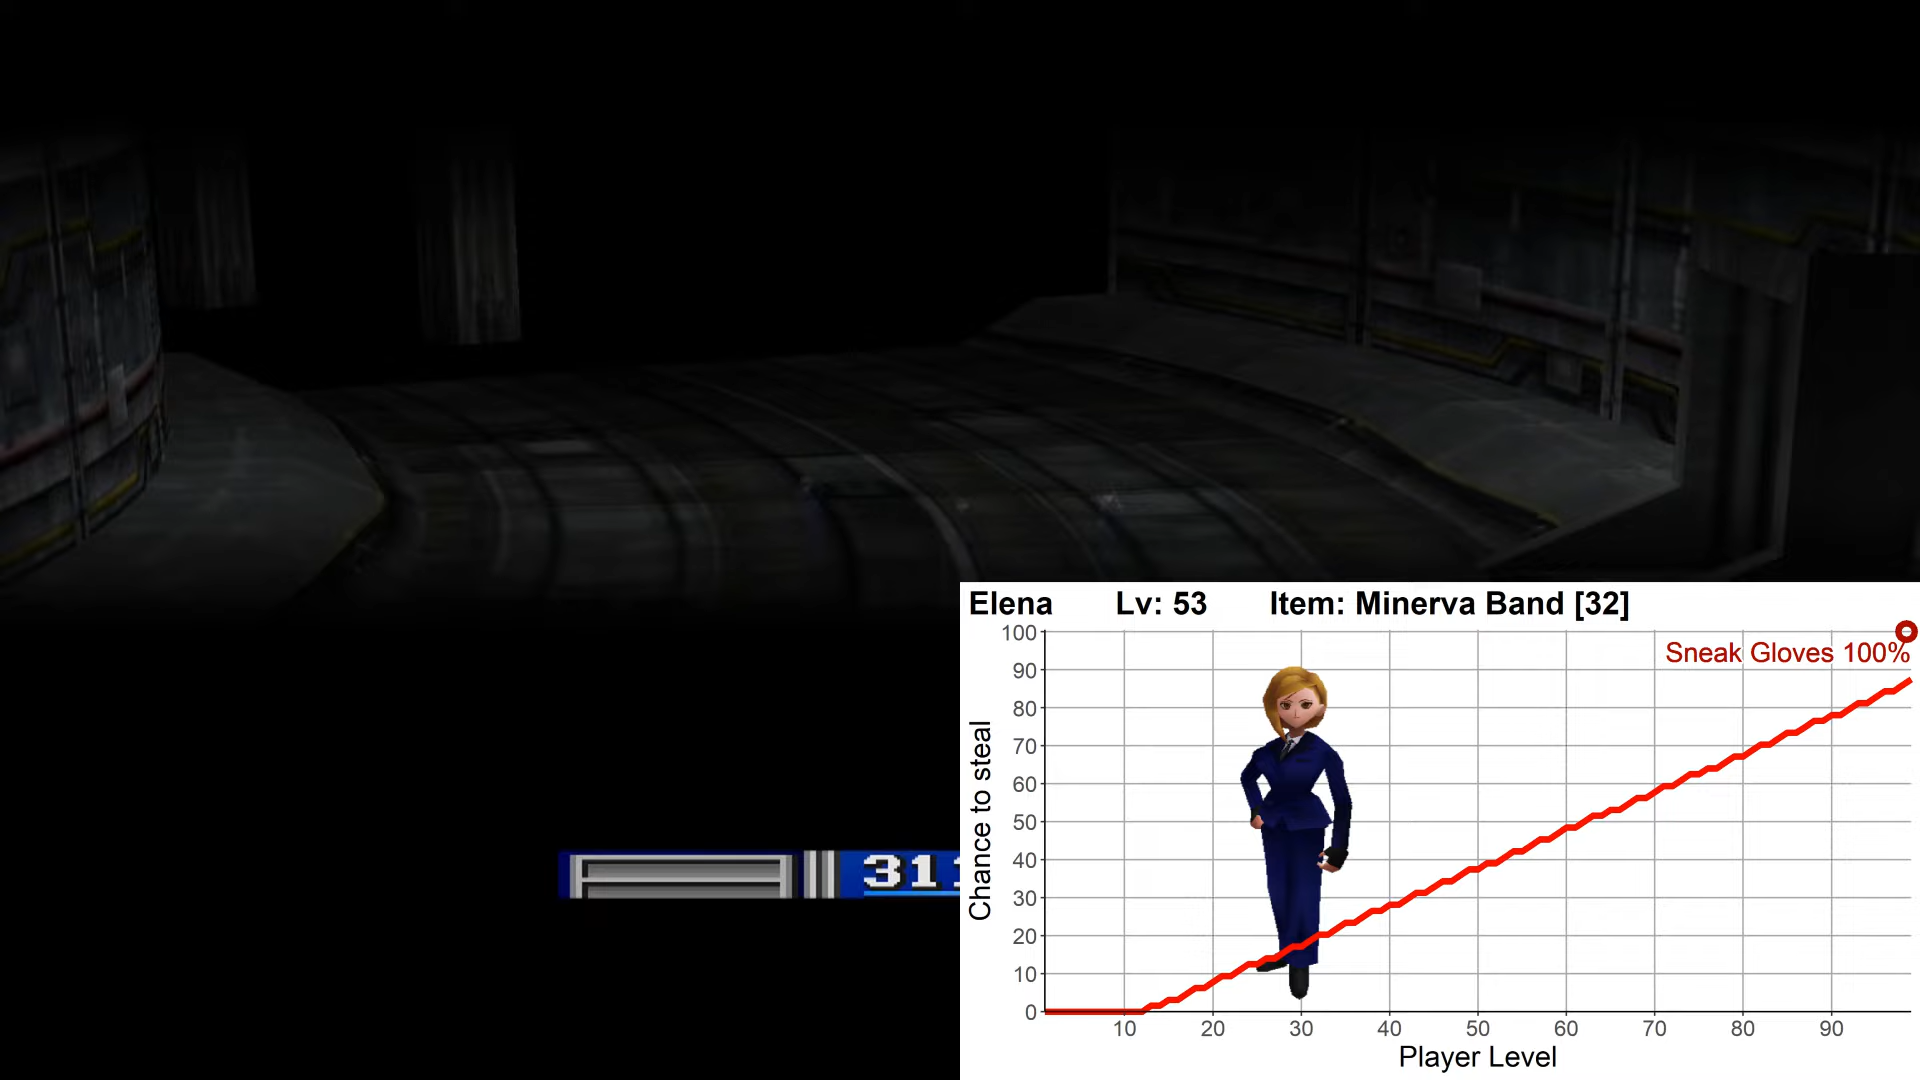 Elena Lv: 53 Item: Minerva Band [32]
Sneak Gloves 100%
Chance to steal
100
90
80
70
60
50
40
30
20
10
0
10 20 30 40 50 60 70 80 90
Player Level
311